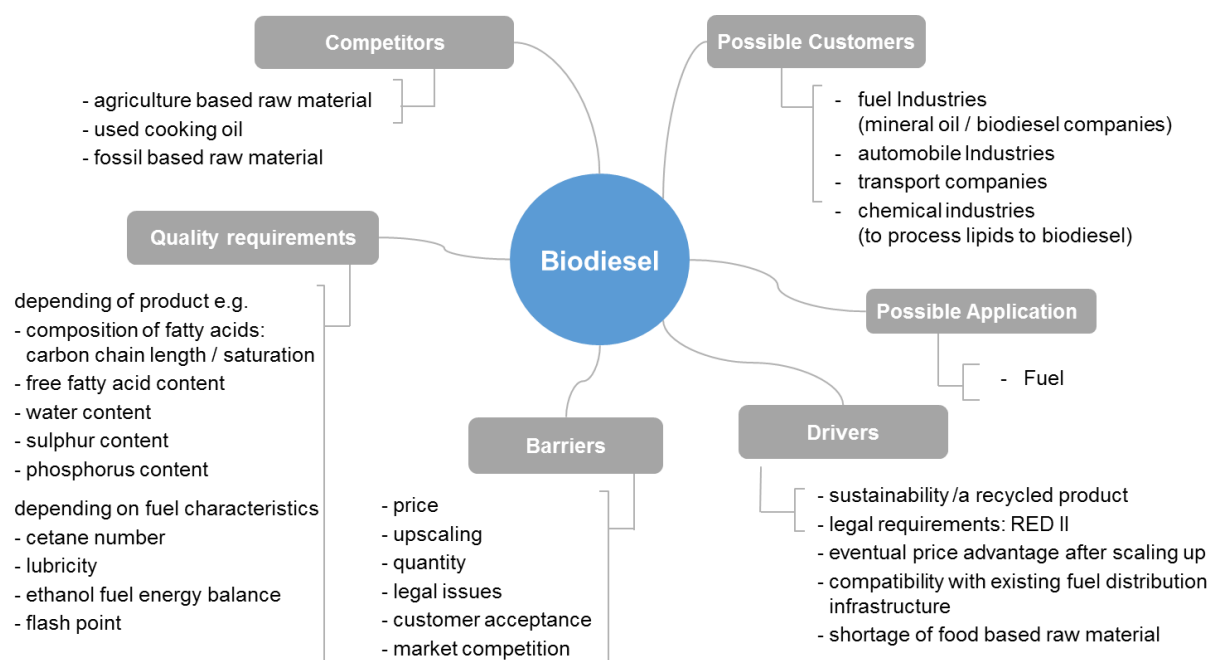 Competitors
- agriculture based raw material
- used cooking oil
- fossil based raw material
Possible Customers
- fuel Industries
(mineral oil / biodiesel companies)
- automobile Industries
- transport companies
- chemical industries
(to process lipids to biodiesel)
Quality requirements
depending of product e.g.
- composition of fatty acids:
carbon chain length / saturation
- free fatty acid content
- water content
- sulphur content
- phosphorus content
depending on fuel characteristics
- cetane number
- lubricity
- ethanol fuel energy balance
- flash point
Biodiesel
Possible Application
- Fuel
Barriers
- price
- upscaling
- quantity
- legal issues
- customer acceptance
- market competition
Drivers
- sustainability /a recycled product
- legal requirements: RED II
- eventual price advantage after scaling up
- compatibility with existing fuel distribution
infrastructure
- shortage of food based raw material